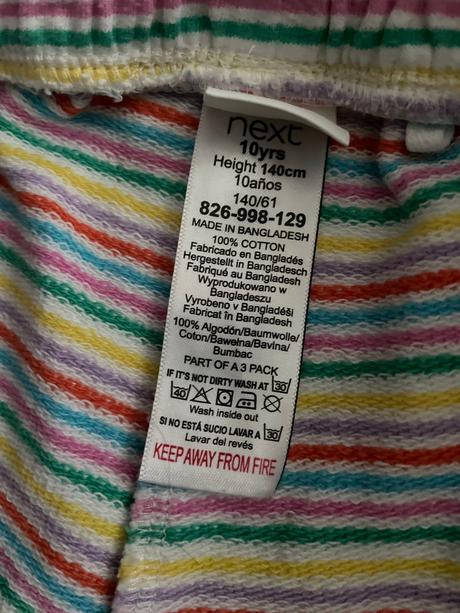 next
10yrs
Height 140cm
10años
140/61
826-998-129
MADE IN BANGLADESH
100% COTTON
Fabricado en Bangladés
Hergestellt in Bangladesch
Fabriqué au Bangladesh
Wyprodukowano w
Bangladeszu
Vyrobeno v Bangladéši
Fabricat în Bangladesh
100% Algodón/Baumwolle/
Coton/Bawełna/Bavlna/
Bumbac
PART OF A 3 PACK
IF IT'S NOT DIRTY WASH AT 30
40
Wash inside out
SI NO ESTÁ SUCIO LAVAR A 30
Lavar del revés
KEEP AWAY FROM FIRE